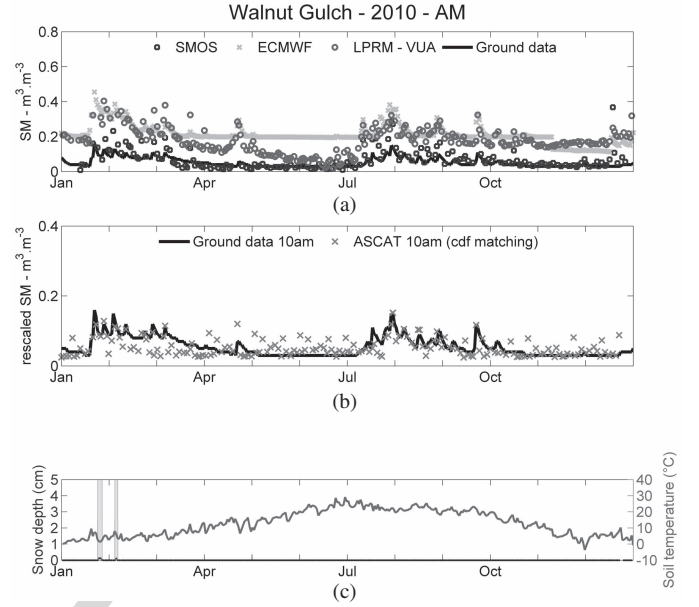 Walnut Gulch - 2010 - AM
SM - m³.m⁻³
0.8
0.6
0.4
0.2
0
SMOS ECMWF LPRM - VUA Ground data
Jan Apr Jul Oct
(a)
rescaled SM - m³.m⁻³
0.4
0.2
0
Ground data 10am ASCAT 10am (cdf matching)
Jan Apr Jul Oct
(b)
Snow depth (cm)
5
4
3
2
1
0
40
30
20
10
0
-10
Soil temperature (°C)
Jan Apr Jul Oct
(c)